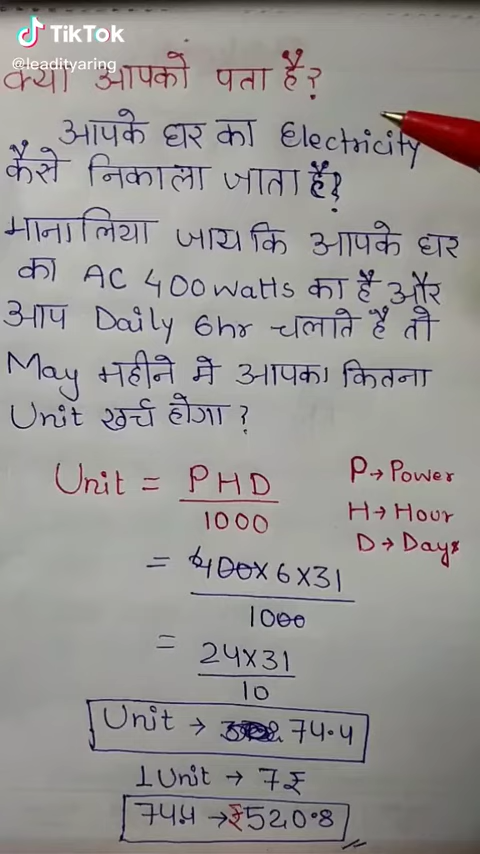 TikTok
@leadityaring
क्या आपको पता है?
आपके घर का Electricity
कैसे निकाला जाता है?
माना लिया जाय कि आपके घर
का AC 400 Watts का है और
आप Daily 6hr चलाते है तो
May महीने मे आपका कितना
Unit खर्च होगा?
Unit = PHD
1000
P→Power
H→Hour
D→Days
= 400×6×31
1000
= 24×31
10
Unit → 74.4
1 Unit → 7₹
744 → ₹520.8